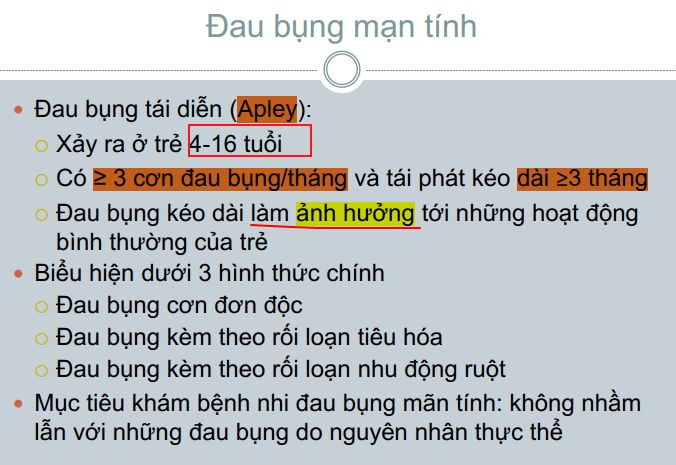 Đau bụng mạn tính
Đau bụng tái diễn (Apley):
Xảy ra ở trẻ 4-16 tuổi
Có ≥ 3 cơn đau bụng/tháng và tái phát kéo dài ≥3 tháng
Đau bụng kéo dài làm ảnh hưởng tới những hoạt động
bình thường của trẻ
Biểu hiện dưới 3 hình thức chính
Đau bụng cơn đơn độc
Đau bụng kèm theo rối loạn tiêu hóa
Đau bụng kèm theo rối loạn nhu động ruột
Mục tiêu khám bệnh nhi đau bụng mãn tính: không nhầm
lẫn với những đau bụng do nguyên nhân thực thể